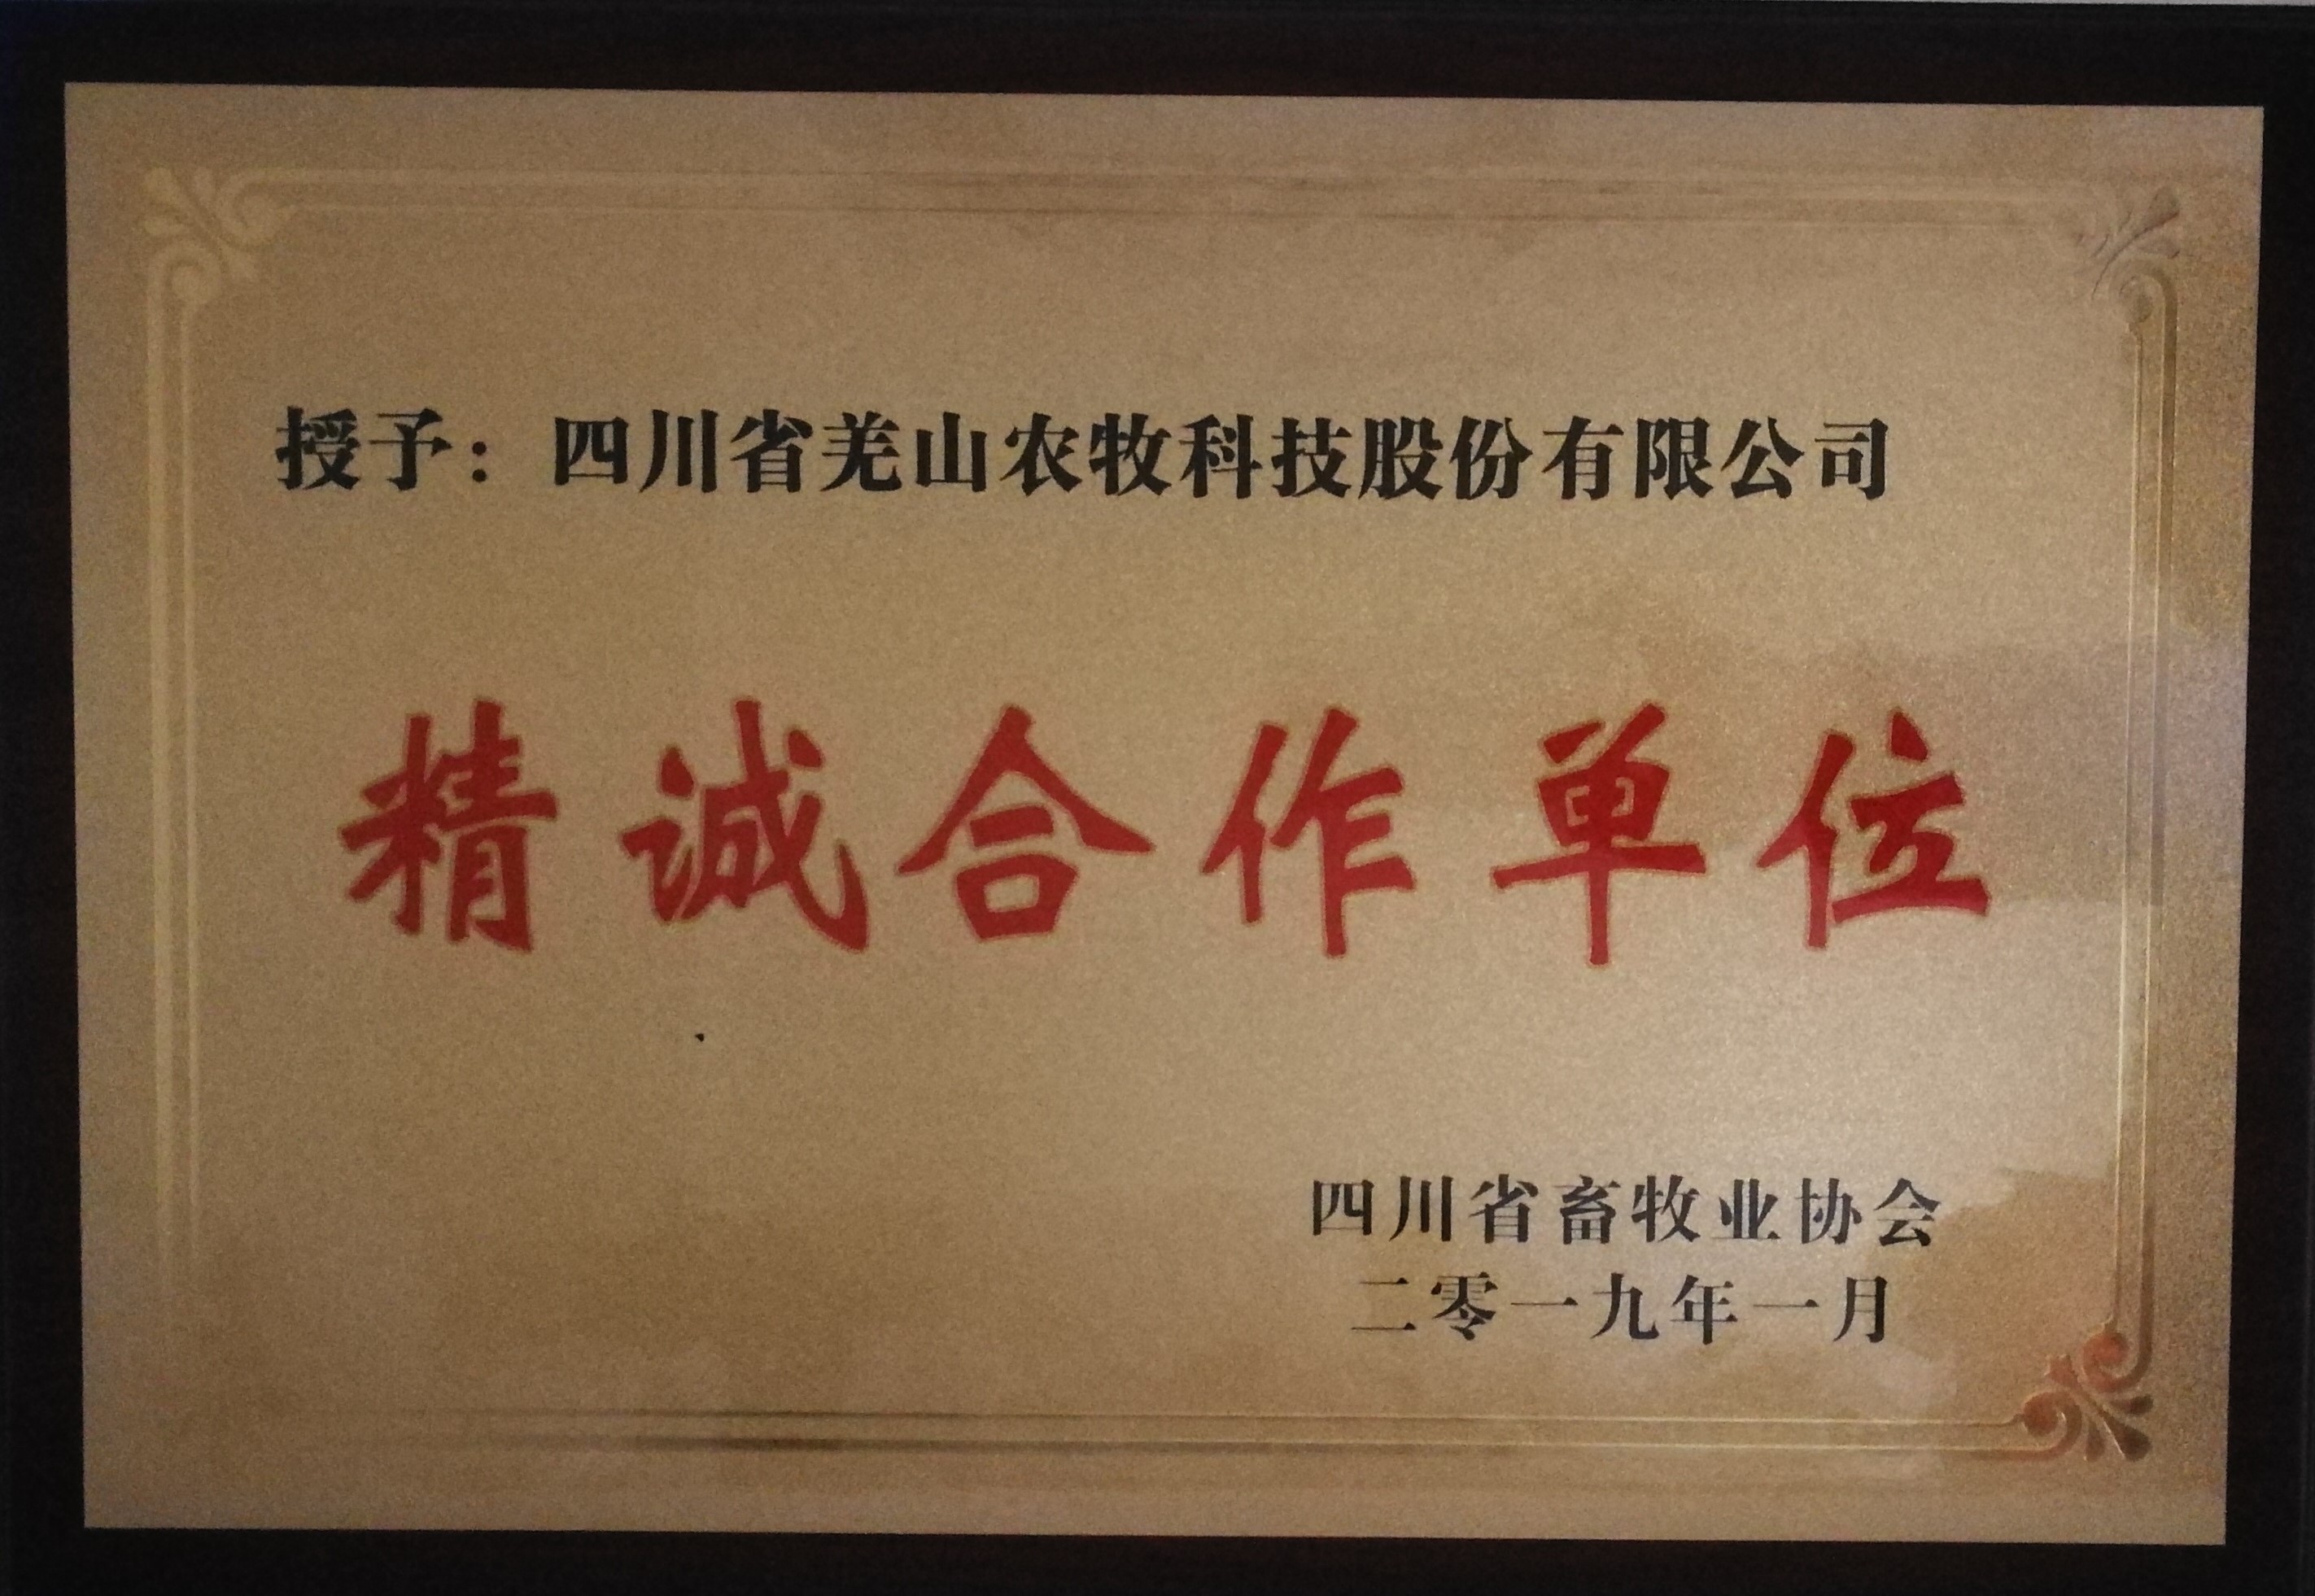 授予：四川省羌山农牧科技股份有限公司
精诚合作单位
四川省畜牧业协会
二零一九年一月